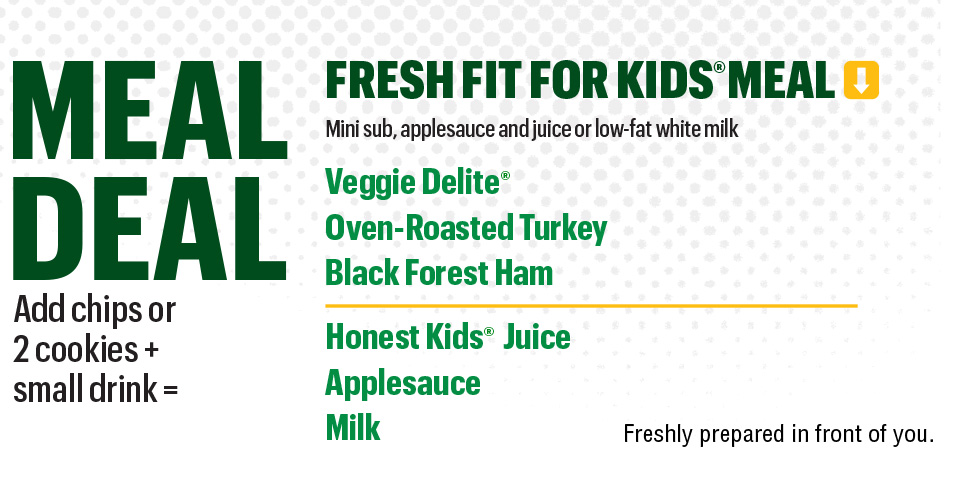 MEAL
DEAL
Add chips or
2 cookies +
small drink =
FRESH FIT FOR KIDS® MEAL
Mini sub, applesauce and juice or low-fat white milk
Veggie Delite®
Oven-Roasted Turkey
Black Forest Ham
Honest Kids® Juice
Applesauce
Milk
Freshly prepared in front of you.